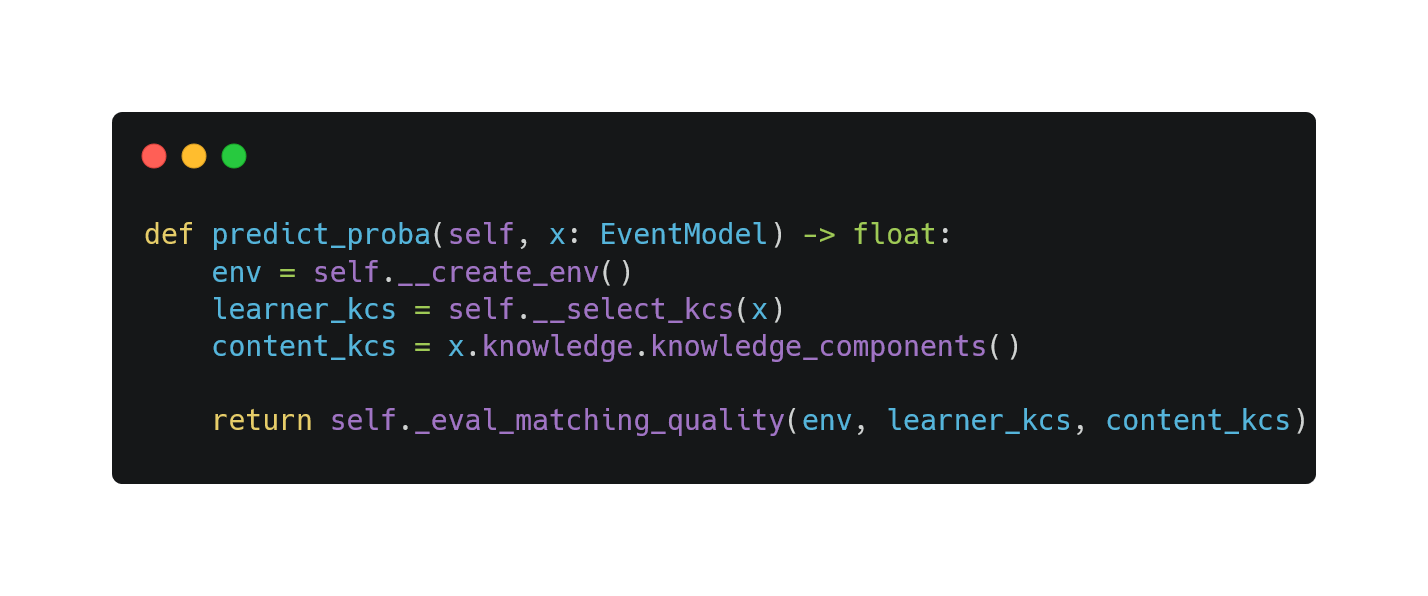 def predict_proba(self, x: EventModel) -> float:
    env = self.__create_env()
    learner_kcs = self.__select_kcs(x)
    content_kcs = x.knowledge.knowledge_components()

    return self._eval_matching_quality(env, learner_kcs, content_kcs)